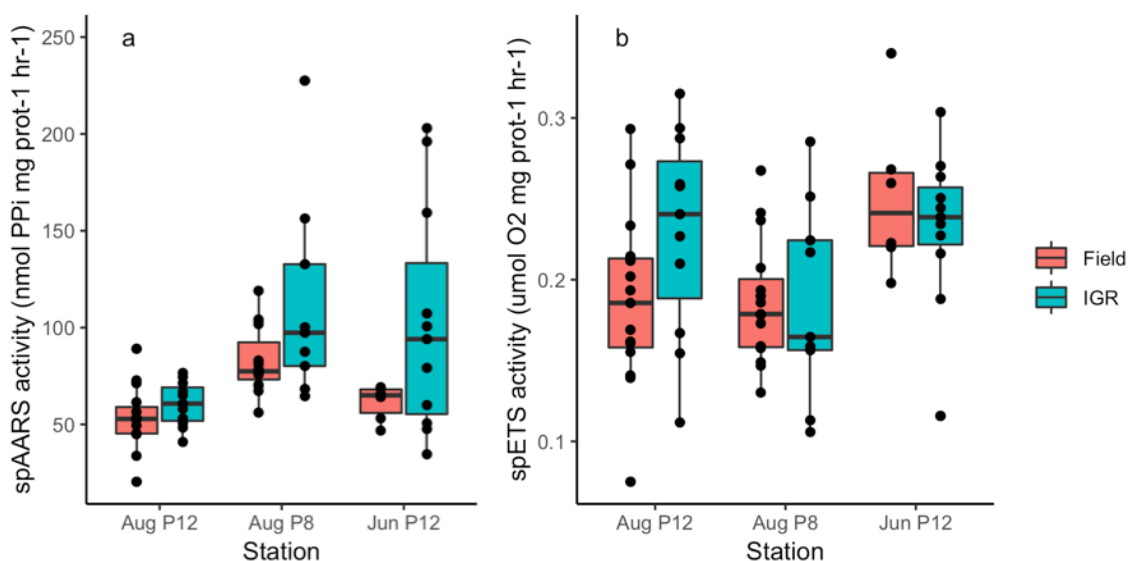 a
spAARS activity (nmol PPi mg prot-1 hr-1)
250
200
150
100
50
Aug P12
Aug P8
Jun P12
Station
b
spETS activity (umol O2 mg prot-1 hr-1)
0.3
0.2
0.1
Aug P12
Aug P8
Jun P12
Station
Field
IGR